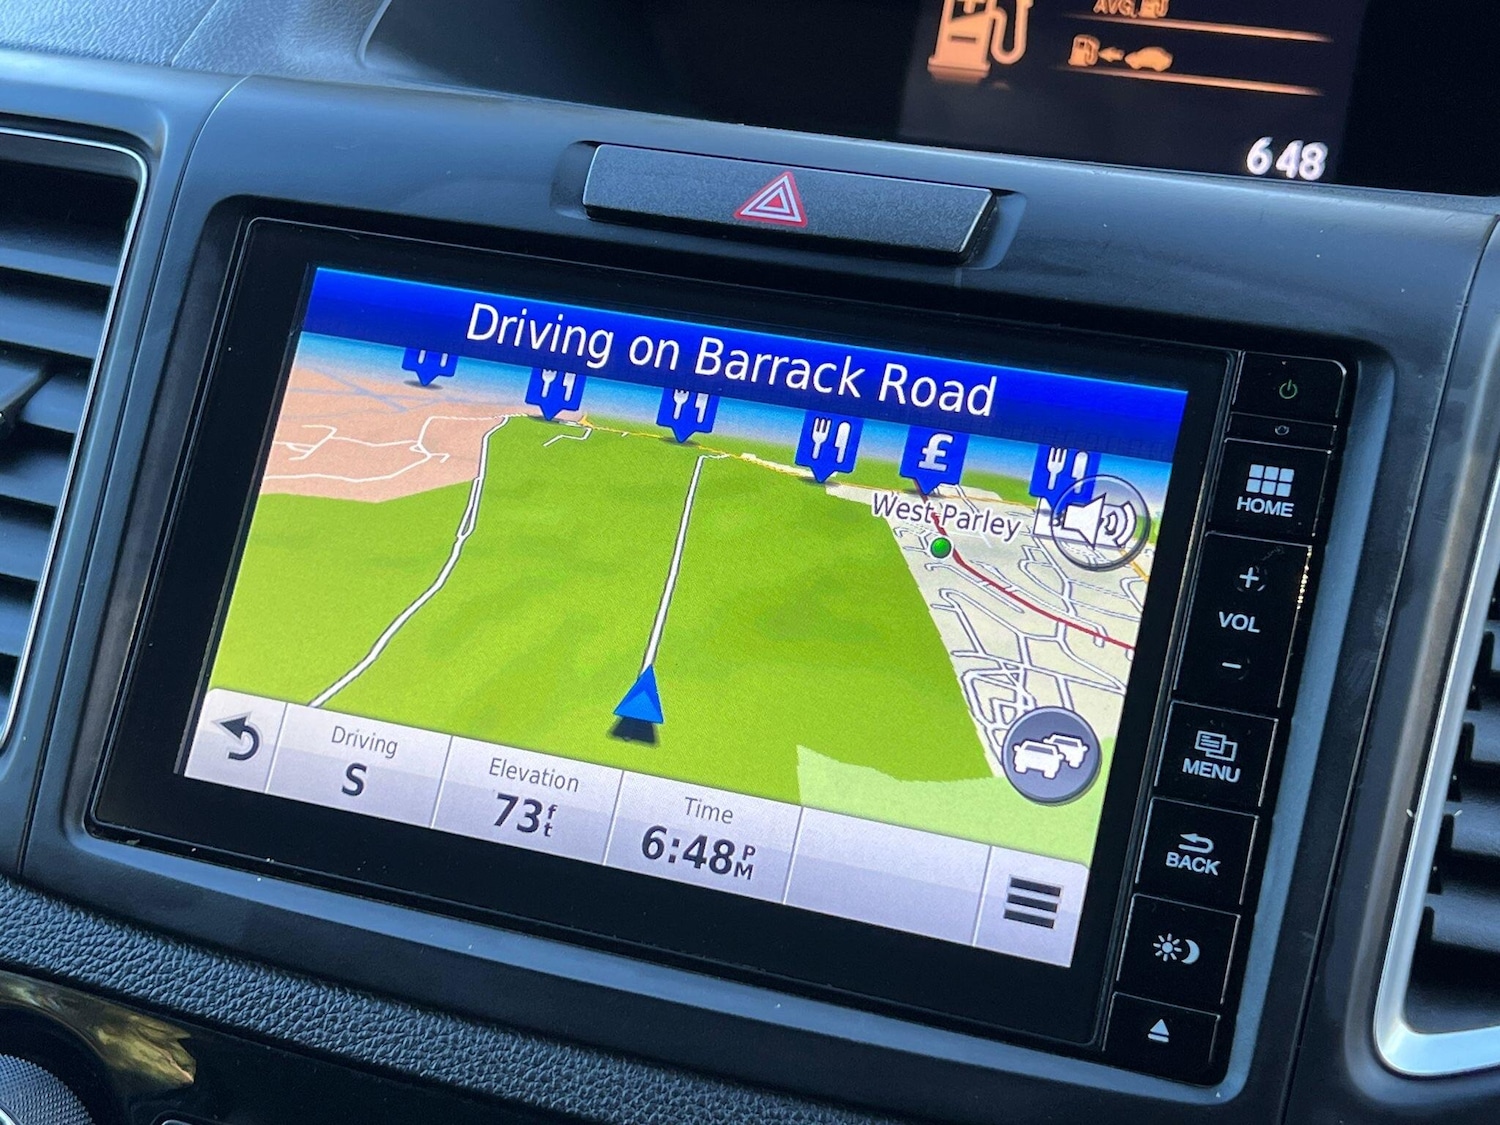 AVG.
648
Driving on Barrack Road
£
West Parley
HOME
+
VOL
-
MENU
BACK
Driving
S
Elevation
73ft
Time
6:48PM